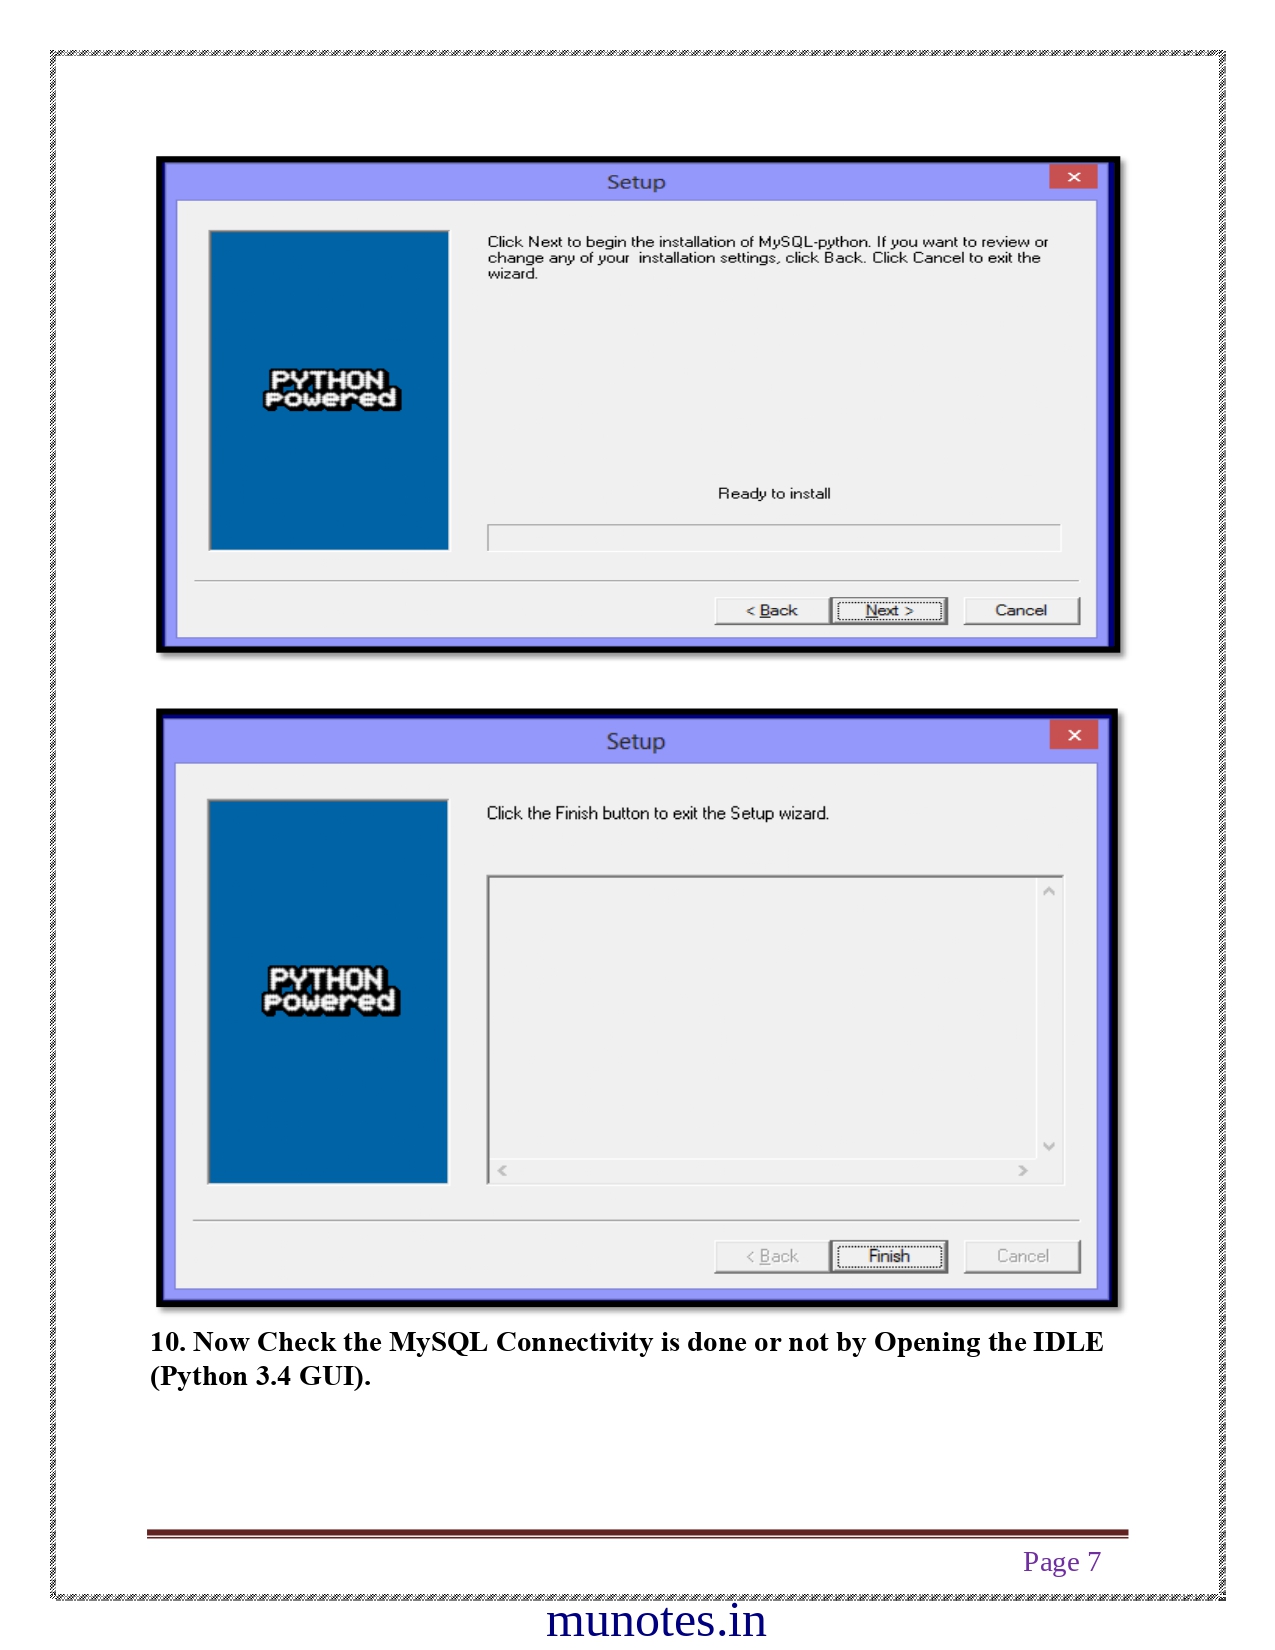 Setup
Click Next to begin the installation of MySQL-python. If you want to review or
change any of your installation settings, click Back. Click Cancel to exit the
wizard.
PYTHON
powered
Ready to install
< Back
Next >
Cancel
Setup
Click the Finish button to exit the Setup wizard.
PYTHON
powered
< Back
Finish
Cancel
10. Now Check the MySQL Connectivity is done or not by Opening the IDLE
(Python 3.4 GUI).
Page 7
munotes.in